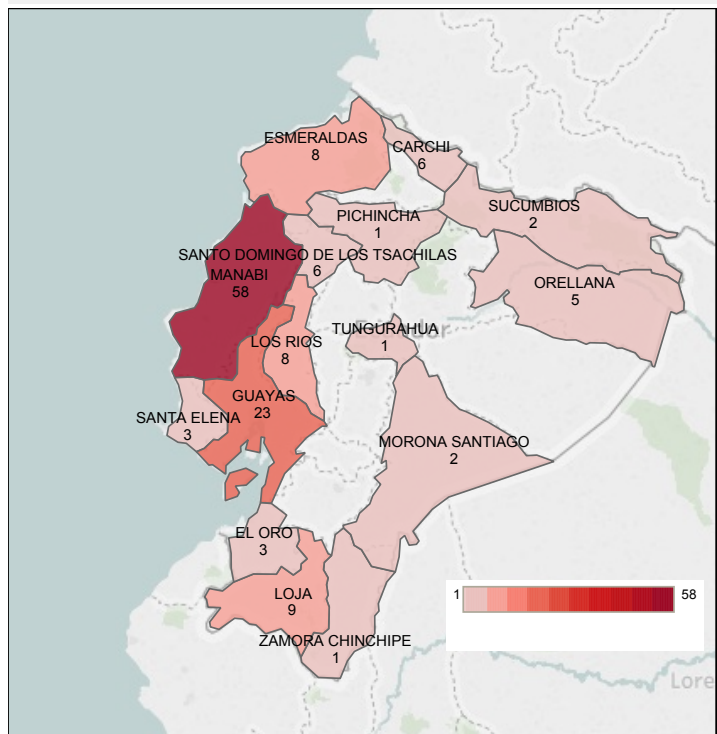 ESMERALDAS
8
CARCHI
6
SUCUMBIOS
2
PICHINCHA
1
SANTO DOMINGO DE LOS TSACHILAS
6
MANABI
58
ORELLANA
5
TUNGURAHUA
1
LOS RIOS
8
GUAYAS
23
SANTA ELENA
3
MORONA SANTIAGO
2
EL ORO
3
LOJA
9
ZAMORA CHINCHIPE
1
1 58
Lore